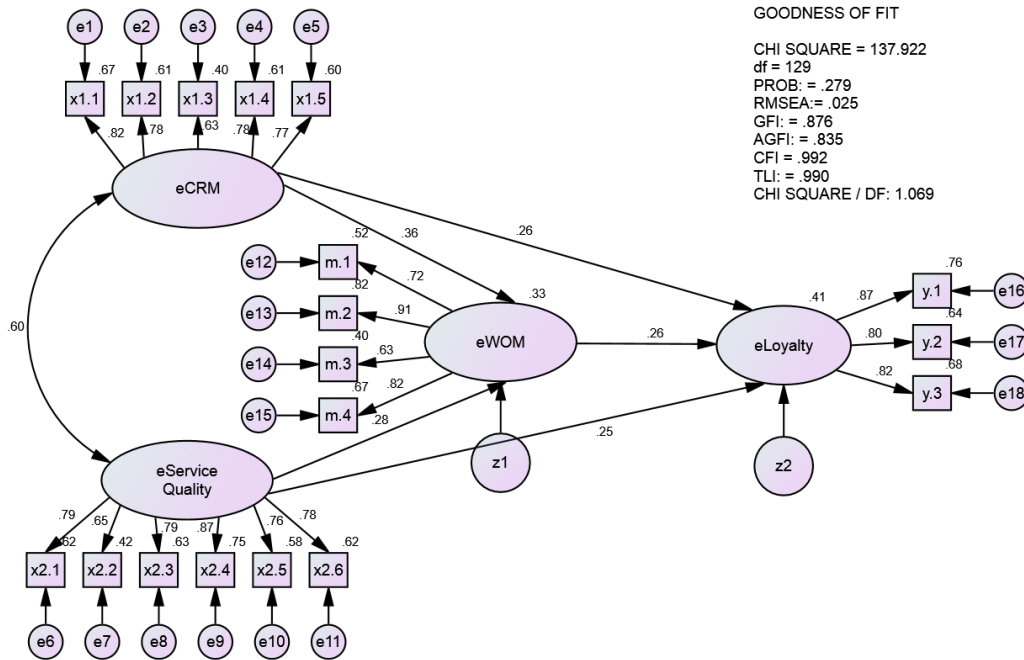 GOODNESS OF FIT
CHI SQUARE = 137.922
df = 129
PROB: = .279
RMSEA:= .025
GFI: = .876
AGFI: = .835
CFI = .992
TLI: = .990
CHI SQUARE / DF: 1.069
e1 e2 e3 e4 e5
.67 .61 .40 .61 .60
x1.1 x1.2 x1.3 x1.4 x1.5
.82 .78 .63 .78 .77
eCRM
.60
.36
.26
.52
e12 m.1
.72
.82
e13 m.2
.91
.40
e14 m.3
.63
.67
e15 m.4
.82
.33
eWOM
.26
.28
.25
z1
.41
eLoyalty
z2
.76
.87
y.1 e16
.64
.80
y.2 e17
.68
.82
y.3 e18
eService
Quality
.79 .65 .79 .87 .76 .78
.62 .42 .63 .75 .58 .62
x2.1 x2.2 x2.3 x2.4 x2.5 x2.6
e6 e7 e8 e9 e10 e11